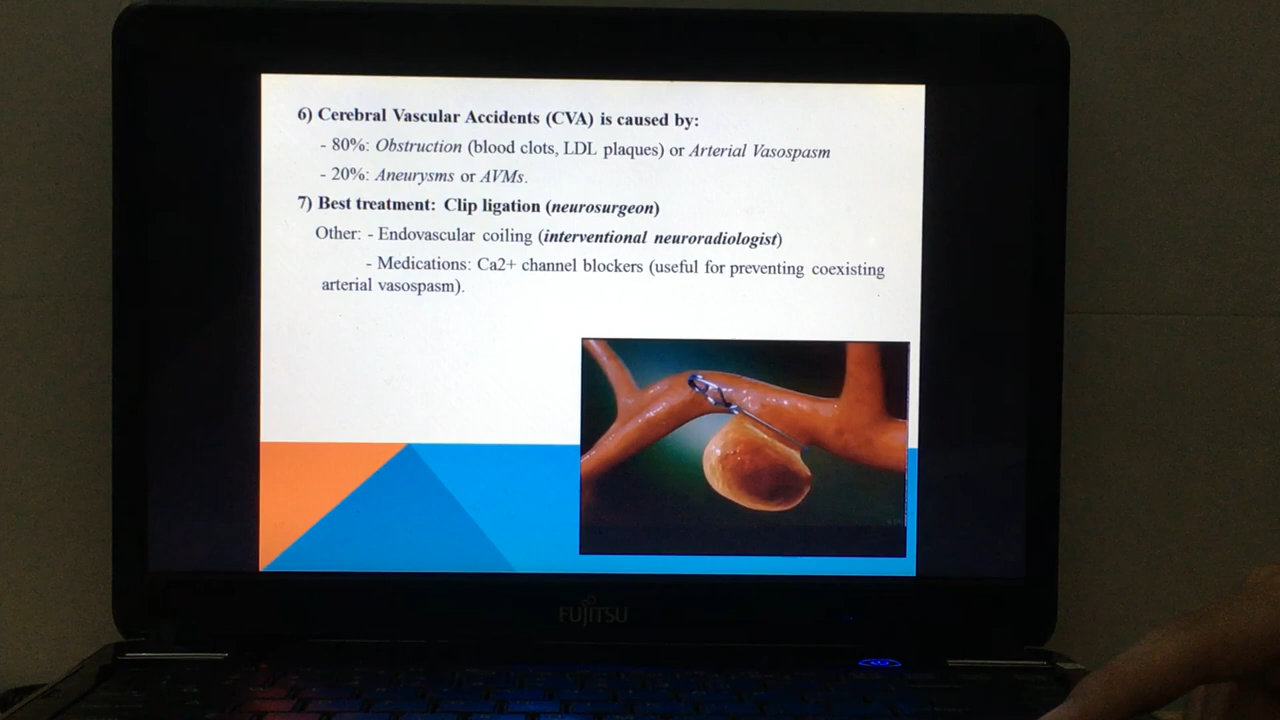 6) Cerebral Vascular Accidents (CVA) is caused by:
- 80%: Obstruction (blood clots, LDL plaques) or Arterial Vasospasm
- 20%: Aneurysms or AVMs.
7) Best treatment: Clip ligation (neurosurgeon)
Other: - Endovascular coiling (interventional neuroradiologist)
- Medications: Ca2+ channel blockers (useful for preventing coexisting
arterial vasospasm).
FUJITSU